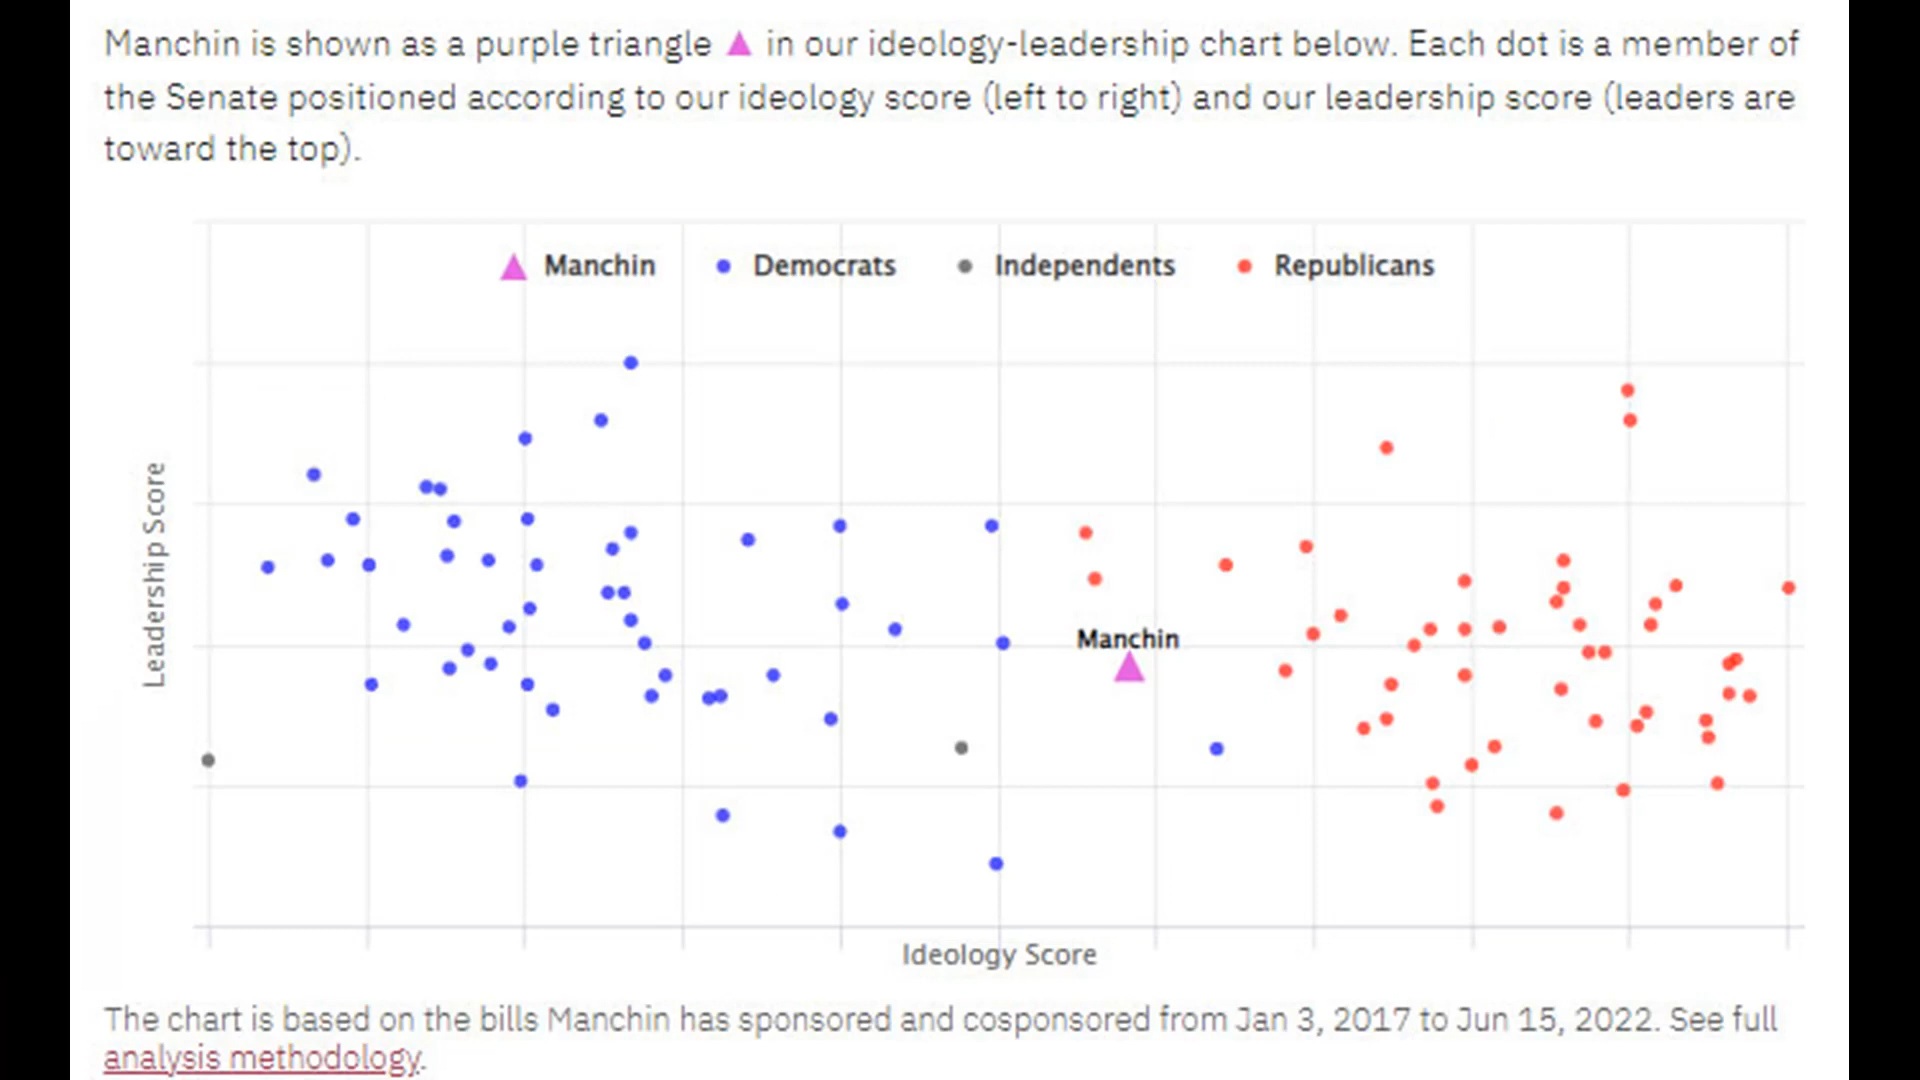 Manchin is shown as a purple triangle ▲ in our ideology-leadership chart below. Each dot is a member of
the Senate positioned according to our ideology score (left to right) and our leadership score (leaders are
toward the top).
Manchin Democrats Independents Republicans
Leadership Score
Manchin
Ideology Score
The chart is based on the bills Manchin has sponsored and cosponsored from Jan 3, 2017 to Jun 15, 2022. See full
analysis methodology.